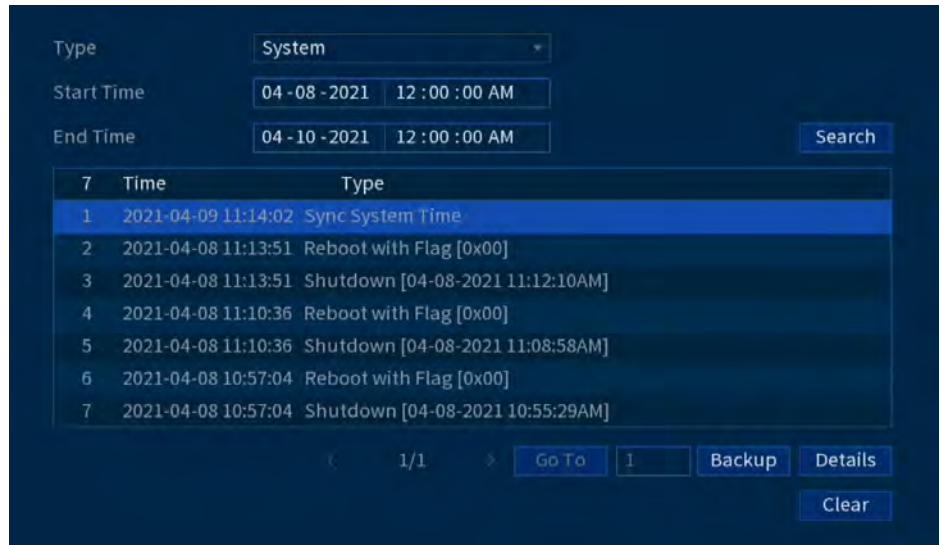 Type System
Start Time 04 -08 -2021 12 :00 :00 AM
End Time 04 -10 -2021 12 :00 :00 AM Search
7 Time Type
1 2021-04-09 11:14:02 Sync System Time
2 2021-04-08 11:13:51 Reboot with Flag [0x00]
3 2021-04-08 11:13:51 Shutdown [04-08-2021 11:12:10AM]
4 2021-04-08 11:10:36 Reboot with Flag [0x00]
5 2021-04-08 11:10:36 Shutdown [04-08-2021 11:08:58AM]
6 2021-04-08 10:57:04 Reboot with Flag [0x00]
7 2021-04-08 10:57:04 Shutdown [04-08-2021 10:55:29AM]
1/1 Go To 1 Backup Details
Clear